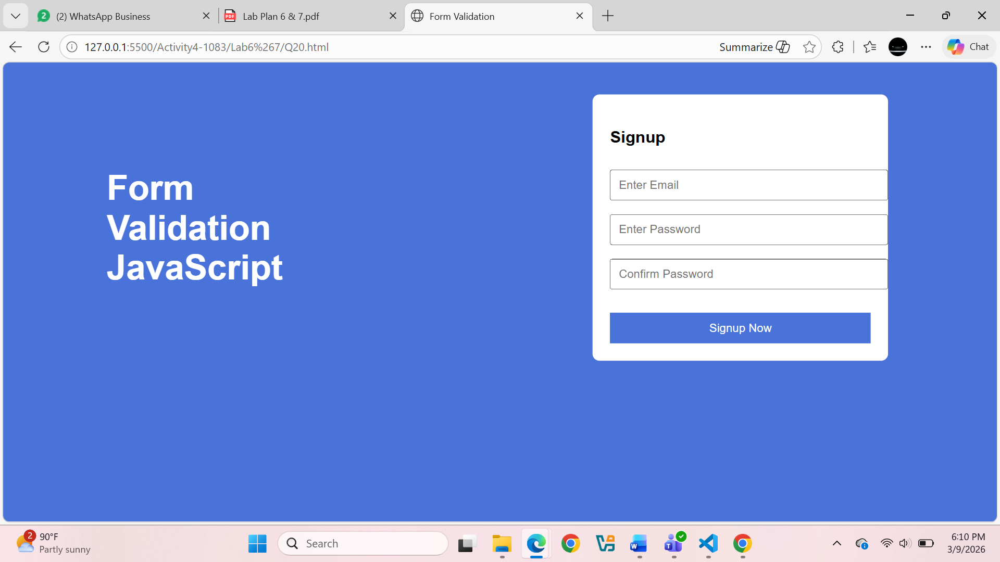 2
(2) WhatsApp Business
PDF
Lab Plan 6 & 7.pdf
Form Validation
127.0.0.1:5500/Activity4-1083/Lab6%267/Q20.html
Summarize
Chat
Form
Validation
JavaScript
Signup
Enter Email
Enter Password
Confirm Password
Signup Now
2
90°F
Partly sunny
Search
W
T
6:10 PM
3/9/2026